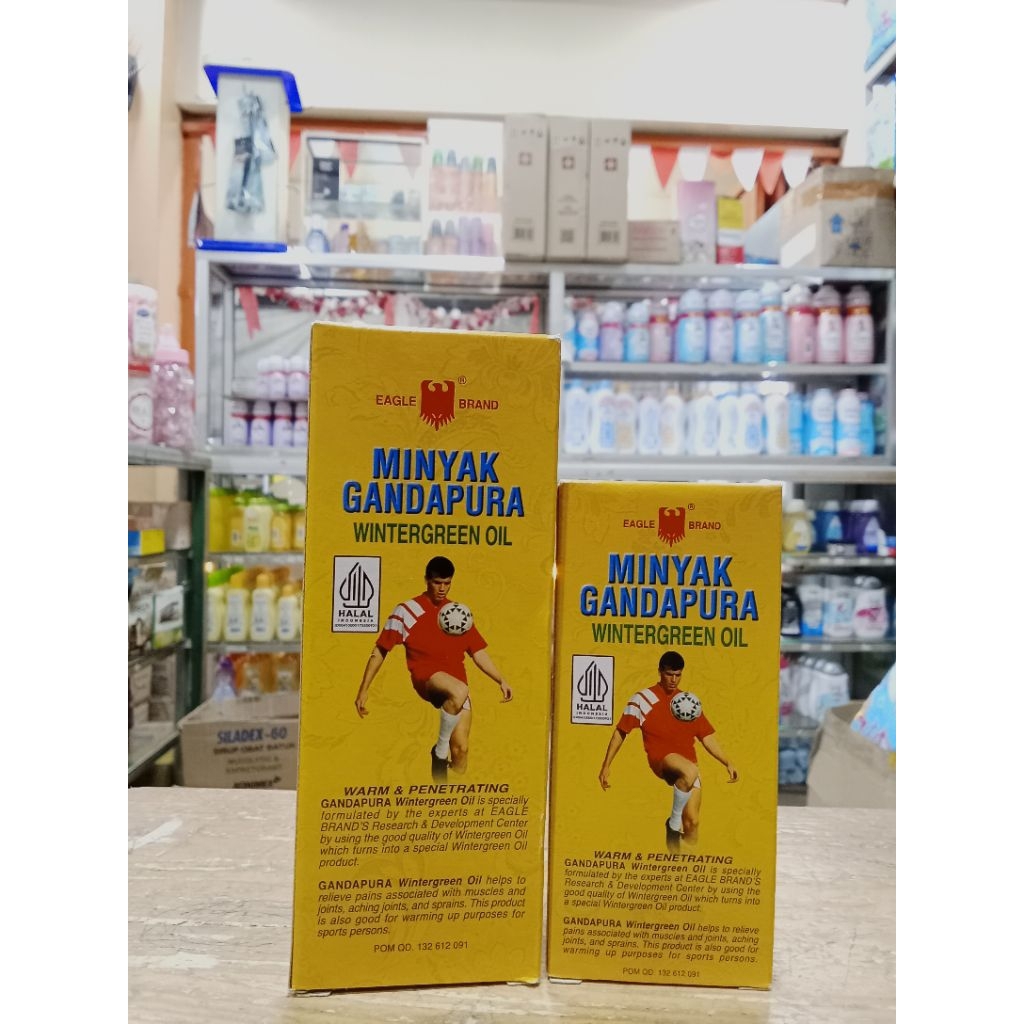 EAGLE ® BRAND
MINYAK
GANDAPURA
WINTERGREEN OIL
HALAL
INDONESIA
WARM & PENETRATING
GANDAPURA Wintergreen Oil is specially
formulated by the experts at EAGLE
BRAND'S Research & Development Center
by using the good quality of Wintergreen Oil
which turns into a special Wintergreen Oil
product.
GANDAPURA Wintergreen Oil helps to
relieve pains associated with muscles and
joints, aching joints, and sprains. This product
is also good for warming up purposes for
sports persons.
POM QD. 132 612 091
EAGLE ® BRAND
MINYAK
GANDAPURA
WINTERGREEN OIL
HALAL
INDONESIA
WARM & PENETRATING
GANDAPURA Wintergreen Oil is specially
formulated by the experts at EAGLE BRAND'S
Research & Development Center by using the
good quality of Wintergreen Oil which turns into
a special Wintergreen Oil product.
GANDAPURA Wintergreen Oil helps to relieve
pains associated with muscles and joints, aching
joints, and sprains. This product is also good for
warming up purposes for sports persons.
POM QD. 132 612 091
SILADEX-60
SIRUP OBAT BATUK
MUCOLYTIC &
EXPECTORANT